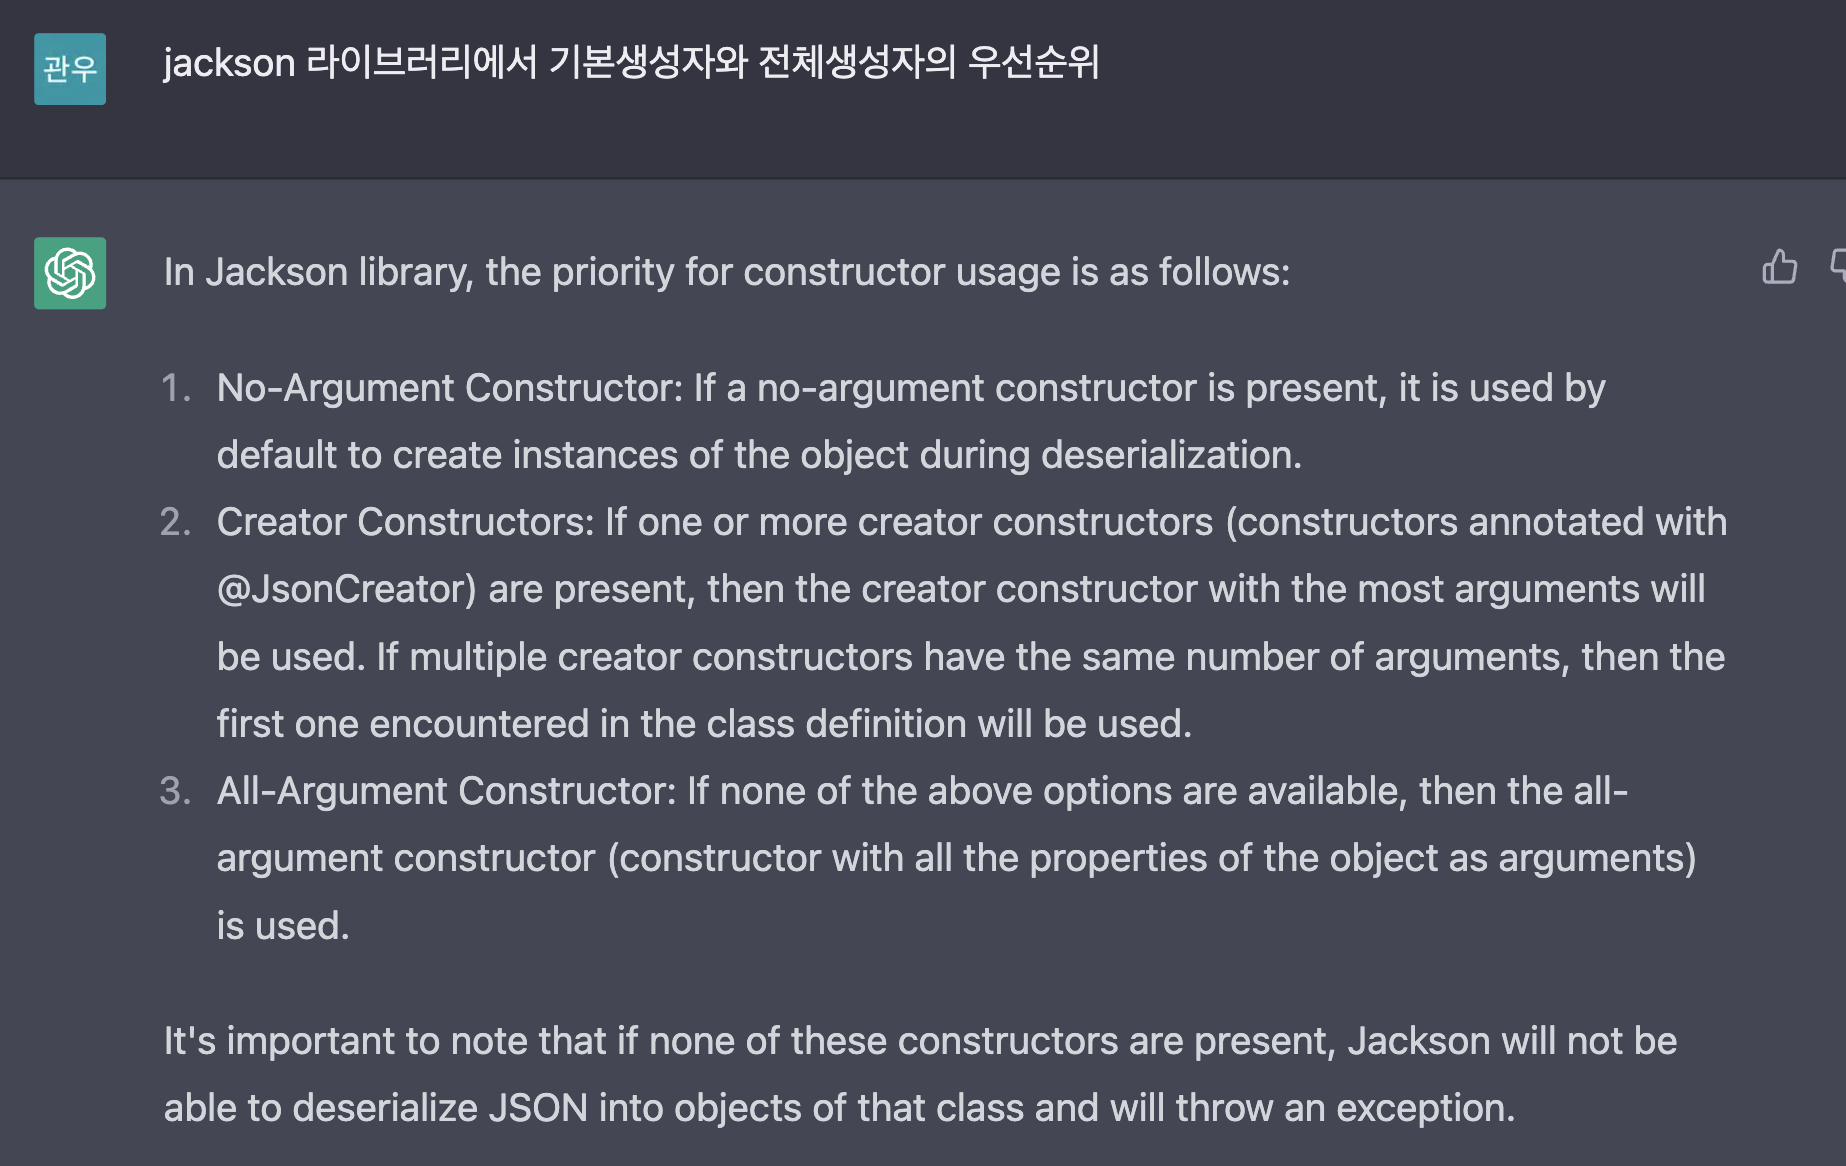 관우
jackson 라이브러리에서 기본생성자와 전체생성자의 우선순위
In Jackson library, the priority for constructor usage is as follows:
1. No-Argument Constructor: If a no-argument constructor is present, it is used by
default to create instances of the object during deserialization.
2. Creator Constructors: If one or more creator constructors (constructors annotated with
@JsonCreator) are present, then the creator constructor with the most arguments will
be used. If multiple creator constructors have the same number of arguments, then the
first one encountered in the class definition will be used.
3. All-Argument Constructor: If none of the above options are available, then the all-
argument constructor (constructor with all the properties of the object as arguments)
is used.
It's important to note that if none of these constructors are present, Jackson will not be
able to deserialize JSON into objects of that class and will throw an exception.